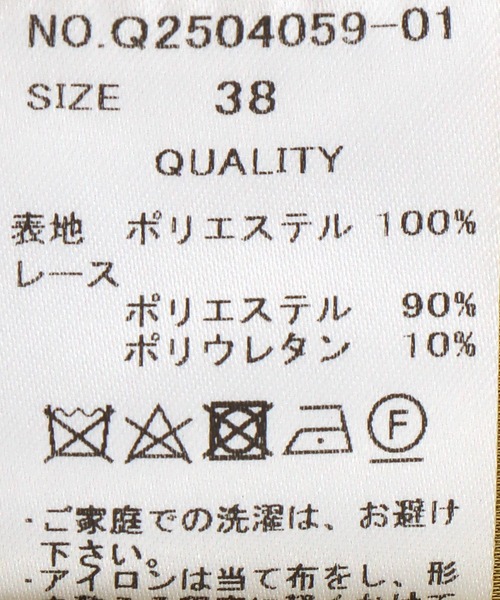 NO.Q2504059-01
SIZE 38
QUALITY
表地 ポリエステル 100%
レース
ポリエステル 90%
ポリウレタン 10%
F
・ご家庭での洗濯は、お避け
下さい。
・アイロンは当て布をし、形